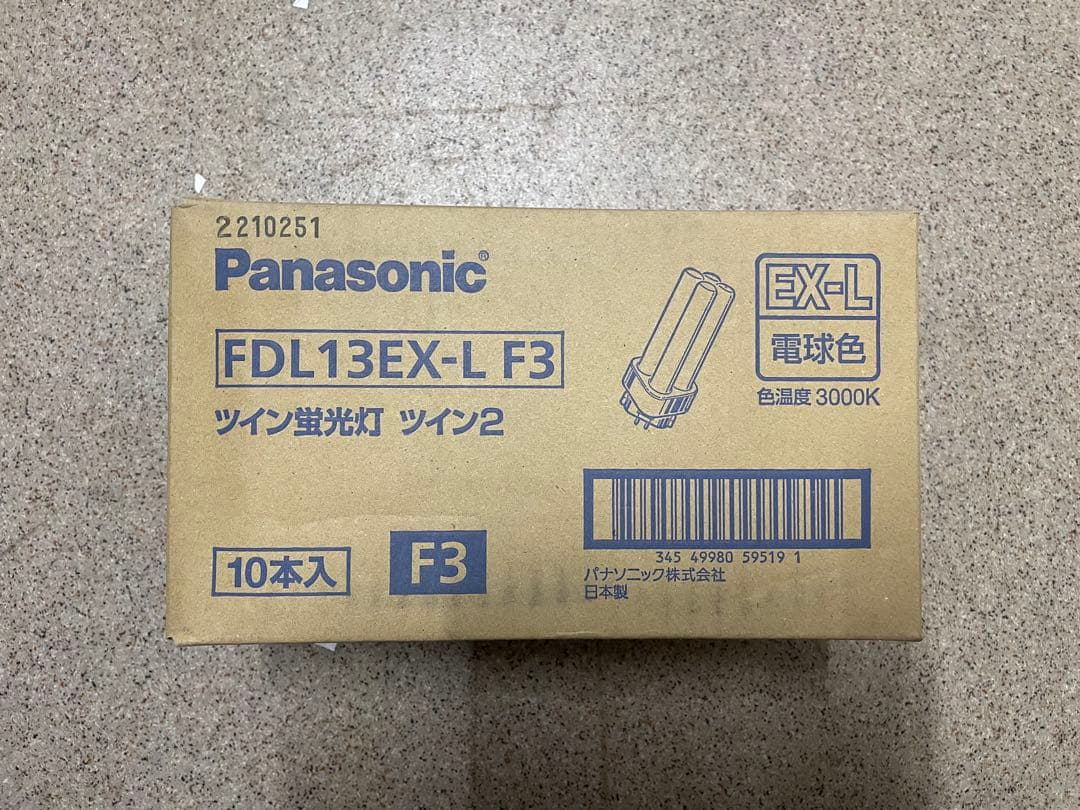 2210251
Panasonic®
FDL13EX-L F3
ツイン蛍光灯 ツイン2
EX-L
電球色
色温度 3000K
10本入
F3
345 49980 59519 1
パナソニック株式会社
日本製